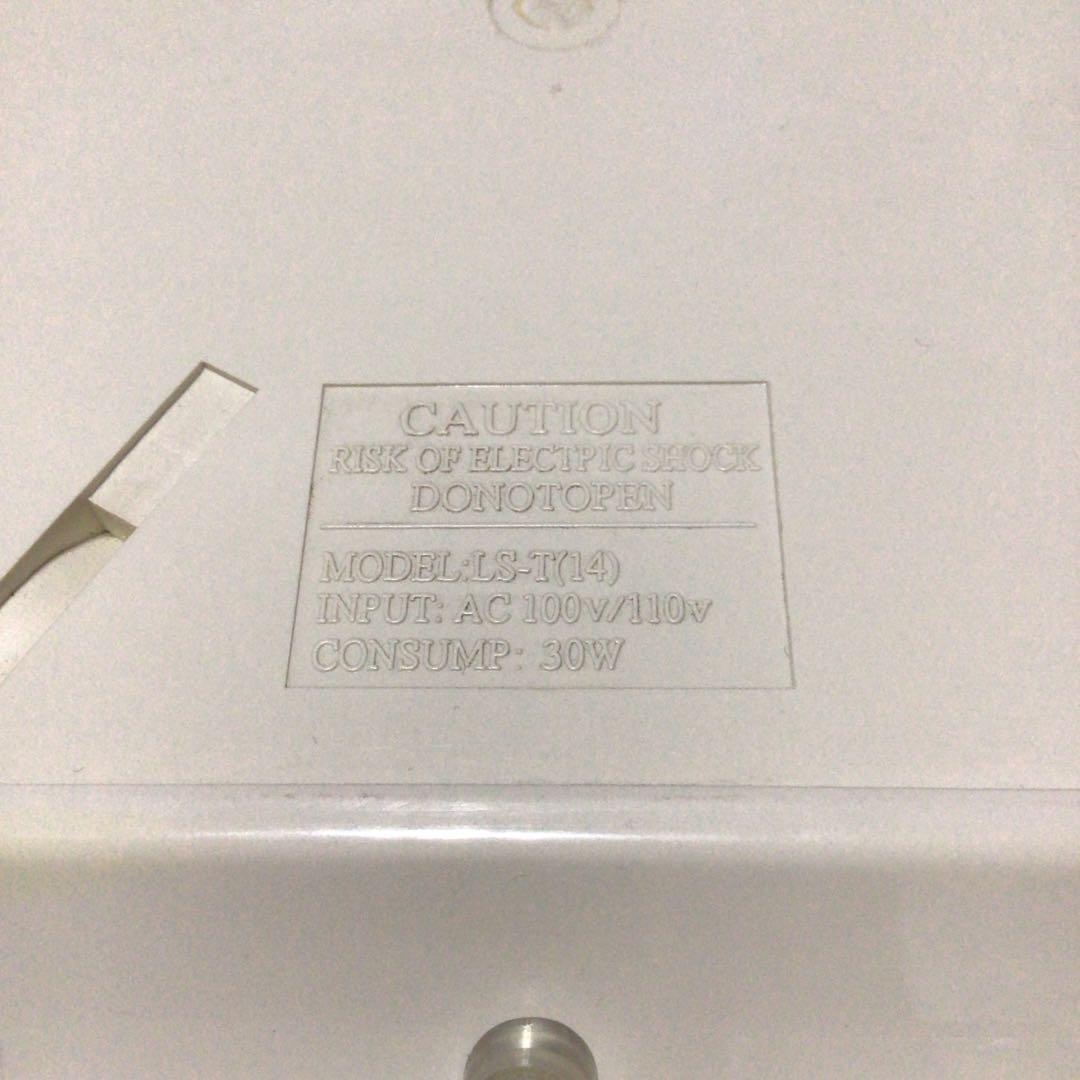 CAUTION
RISK OF ELECTPIC SHOCK
DONOTOPEN
MODEL:LS-T(14)
INPUT: AC 100v/110v
CONSUMP: 30W